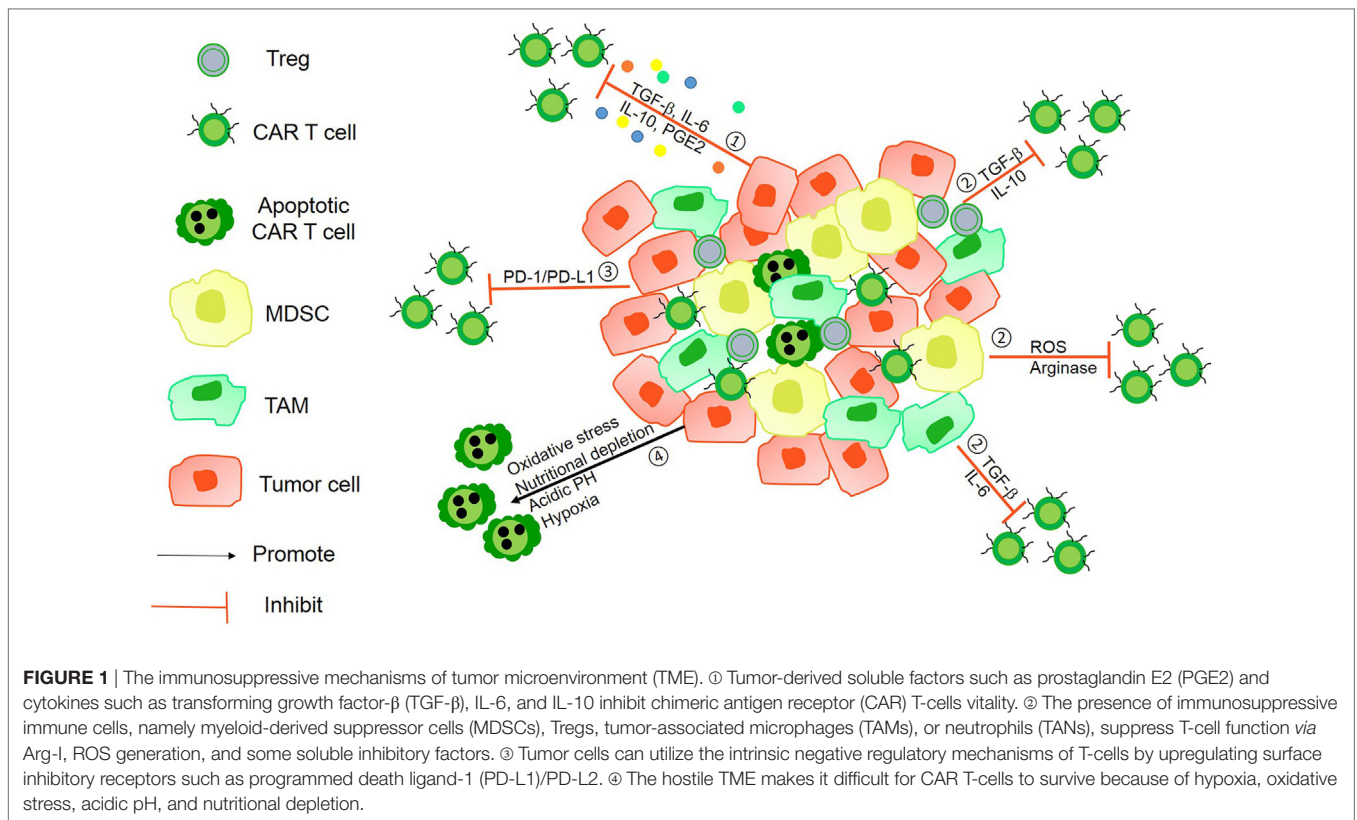 Treg
CAR T cell
Apoptotic
CAR T cell
MDSC
TAM
Tumor cell
Promote
Inhibit
TGF-β, IL-6
IL-10, PGE2
①
② TGF-β
IL-10
PD-1/PD-L1 ③
②
ROS
Arginase
② TGF-β
IL-6
④
Oxidative stress
Nutritional depletion
Acidic PH
Hypoxia
FIGURE 1 | The immunosuppressive mechanisms of tumor microenvironment (TME). ① Tumor-derived soluble factors such as prostaglandin E2 (PGE2) and
cytokines such as transforming growth factor-β (TGF-β), IL-6, and IL-10 inhibit chimeric antigen receptor (CAR) T-cells vitality. ② The presence of immunosuppressive
immune cells, namely myeloid-derived suppressor cells (MDSCs), Tregs, tumor-associated microphages (TAMs), or neutrophils (TANs), suppress T-cell function via
Arg-I, ROS generation, and some soluble inhibitory factors. ③ Tumor cells can utilize the intrinsic negative regulatory mechanisms of T-cells by upregulating surface
inhibitory receptors such as programmed death ligand-1 (PD-L1)/PD-L2. ④ The hostile TME makes it difficult for CAR T-cells to survive because of hypoxia, oxidative
stress, acidic pH, and nutritional depletion.